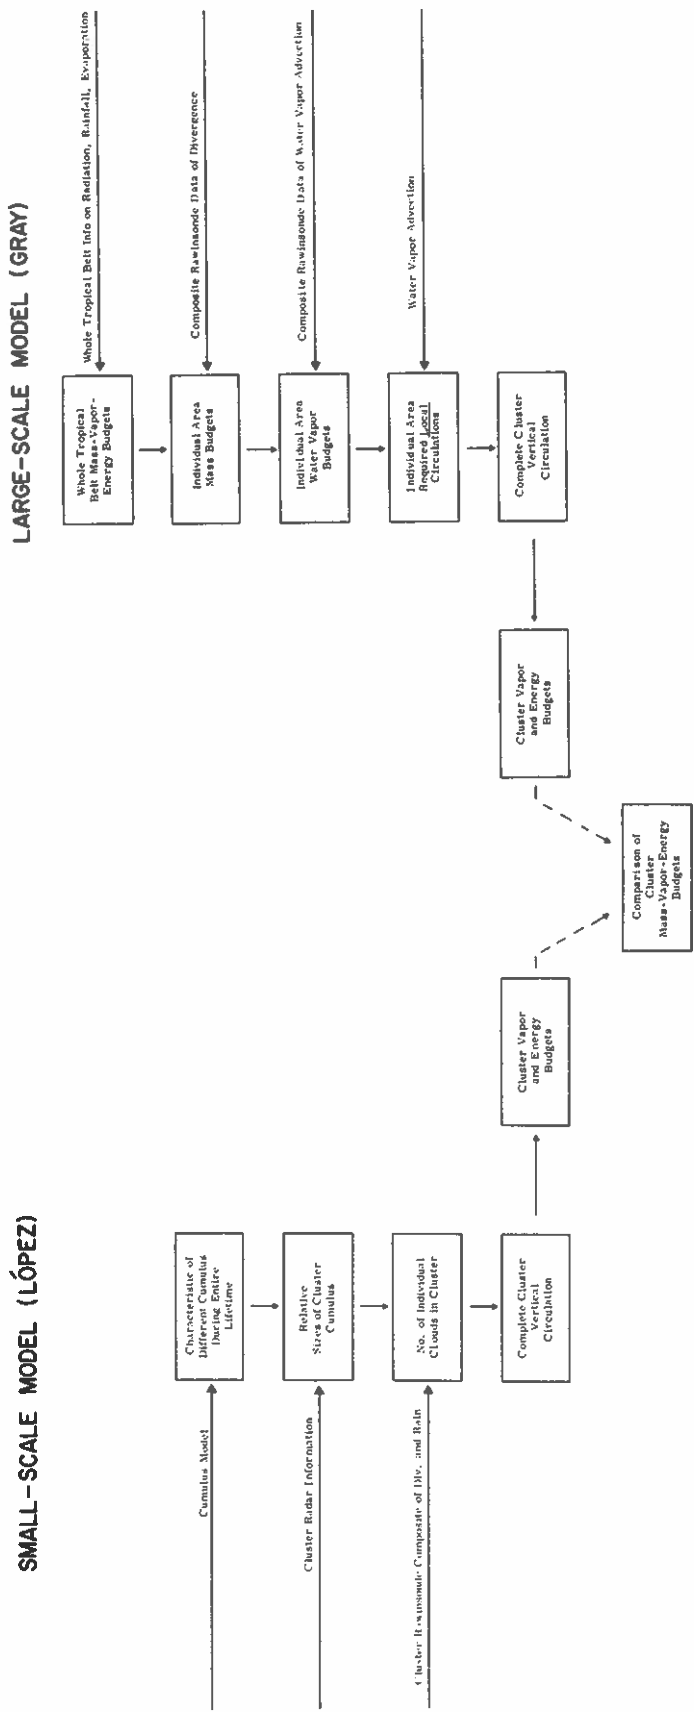 SMALL-SCALE MODEL (LÓPEZ)
Cumulus Model
Characteristic of
Different Cumulus
During Entire
Lifetime
Cluster Radar Information
Relative
Sizes of Cluster
Cumulus
Cluster Rawinsonde Composite of Div. and Rain
No. of Individual
Clouds in Cluster
Complete Cluster
Vertical
Circulation
Cluster Vapor
and Energy
Budgets
LARGE-SCALE MODEL (GRAY)
Whole Tropical Belt Info on Radiation, Rainfall, Evaporation
Whole Tropical
Belt Mass-Vapor-
Energy Budgets
Composite Rawinsonde Data of Divergence
Individual Area
Mass Budgets
Composite Rawinsonde Data of Water Vapor Advection
Individual Area
Water Vapor
Budgets
Water Vapor Advection
Individual Area
Required Local
Circulations
Complete Cluster
Vertical
Circulation
Cluster Vapor
and Energy
Budgets
Comparison of
Cluster
Mass-Vapor-Energy
Budgets